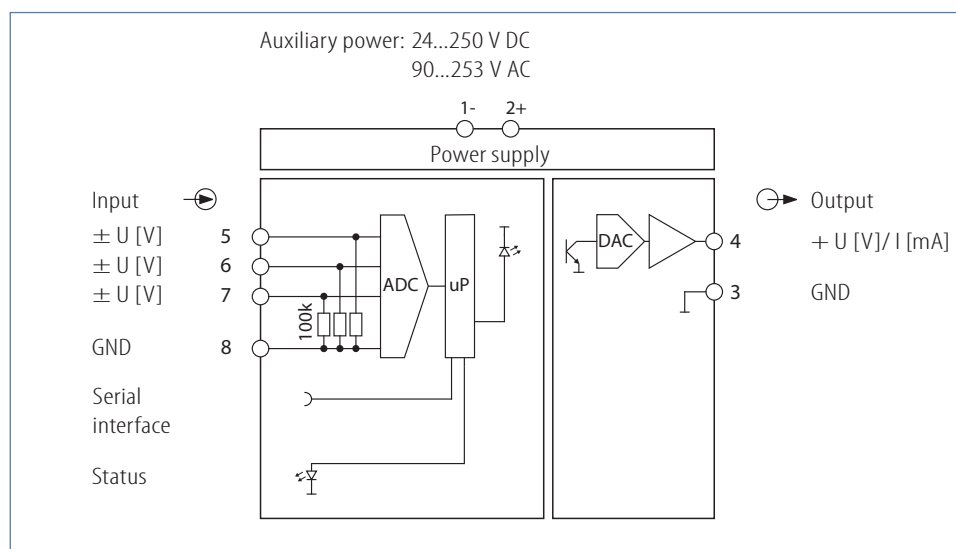 Auxiliary power: 24...250 V DC
90...253 V AC
1- 2+
Power supply
Input
Output
± U [V] 5
± U [V] 6
± U [V] 7
GND 8
100k
ADC
uP
DAC
4 + U [V]/ I [mA]
3 GND
Serial
interface
Status